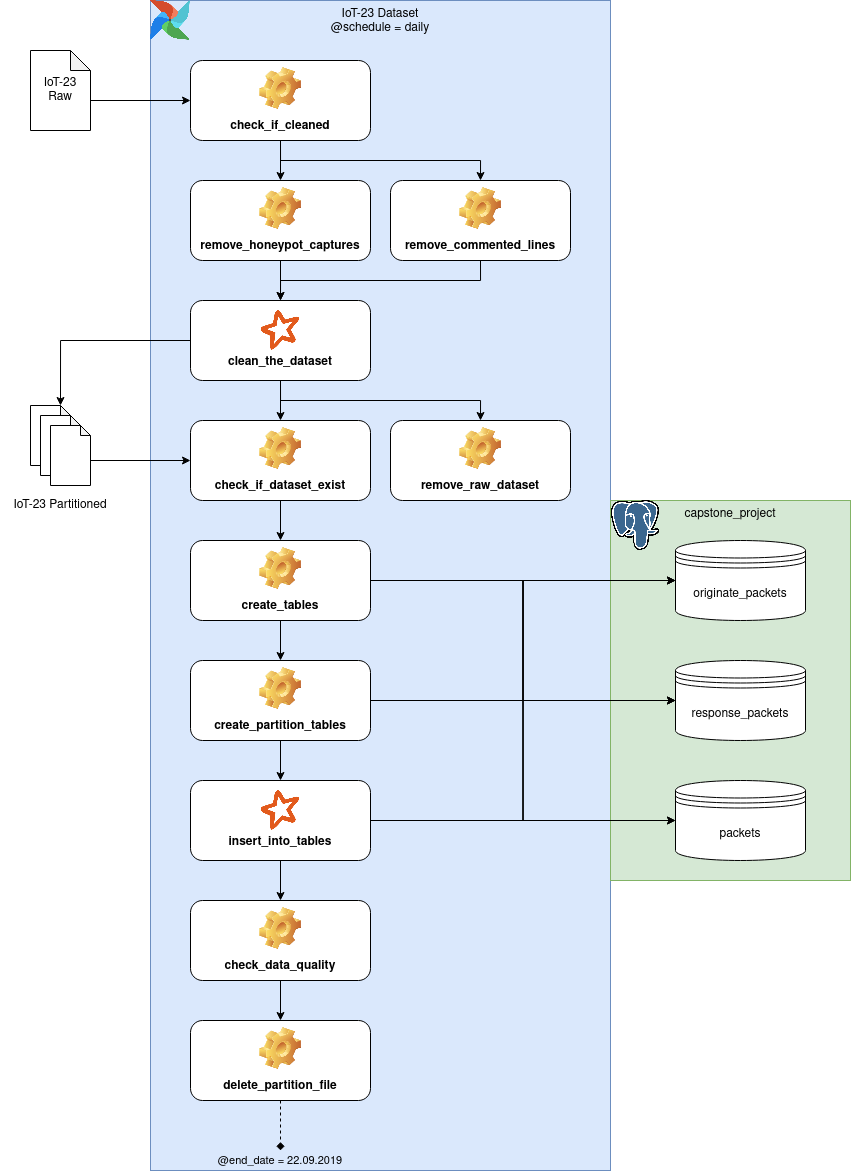 IoT-23 Dataset
@schedule = daily
IoT-23
Raw
check_if_cleaned
remove_honeypot_captures
remove_commented_lines
clean_the_dataset
check_if_dataset_exist
remove_raw_dataset
IoT-23 Partitioned
capstone_project
create_tables
originate_packets
create_partition_tables
response_packets
insert_into_tables
packets
check_data_quality
delete_partition_file
@end_date = 22.09.2019